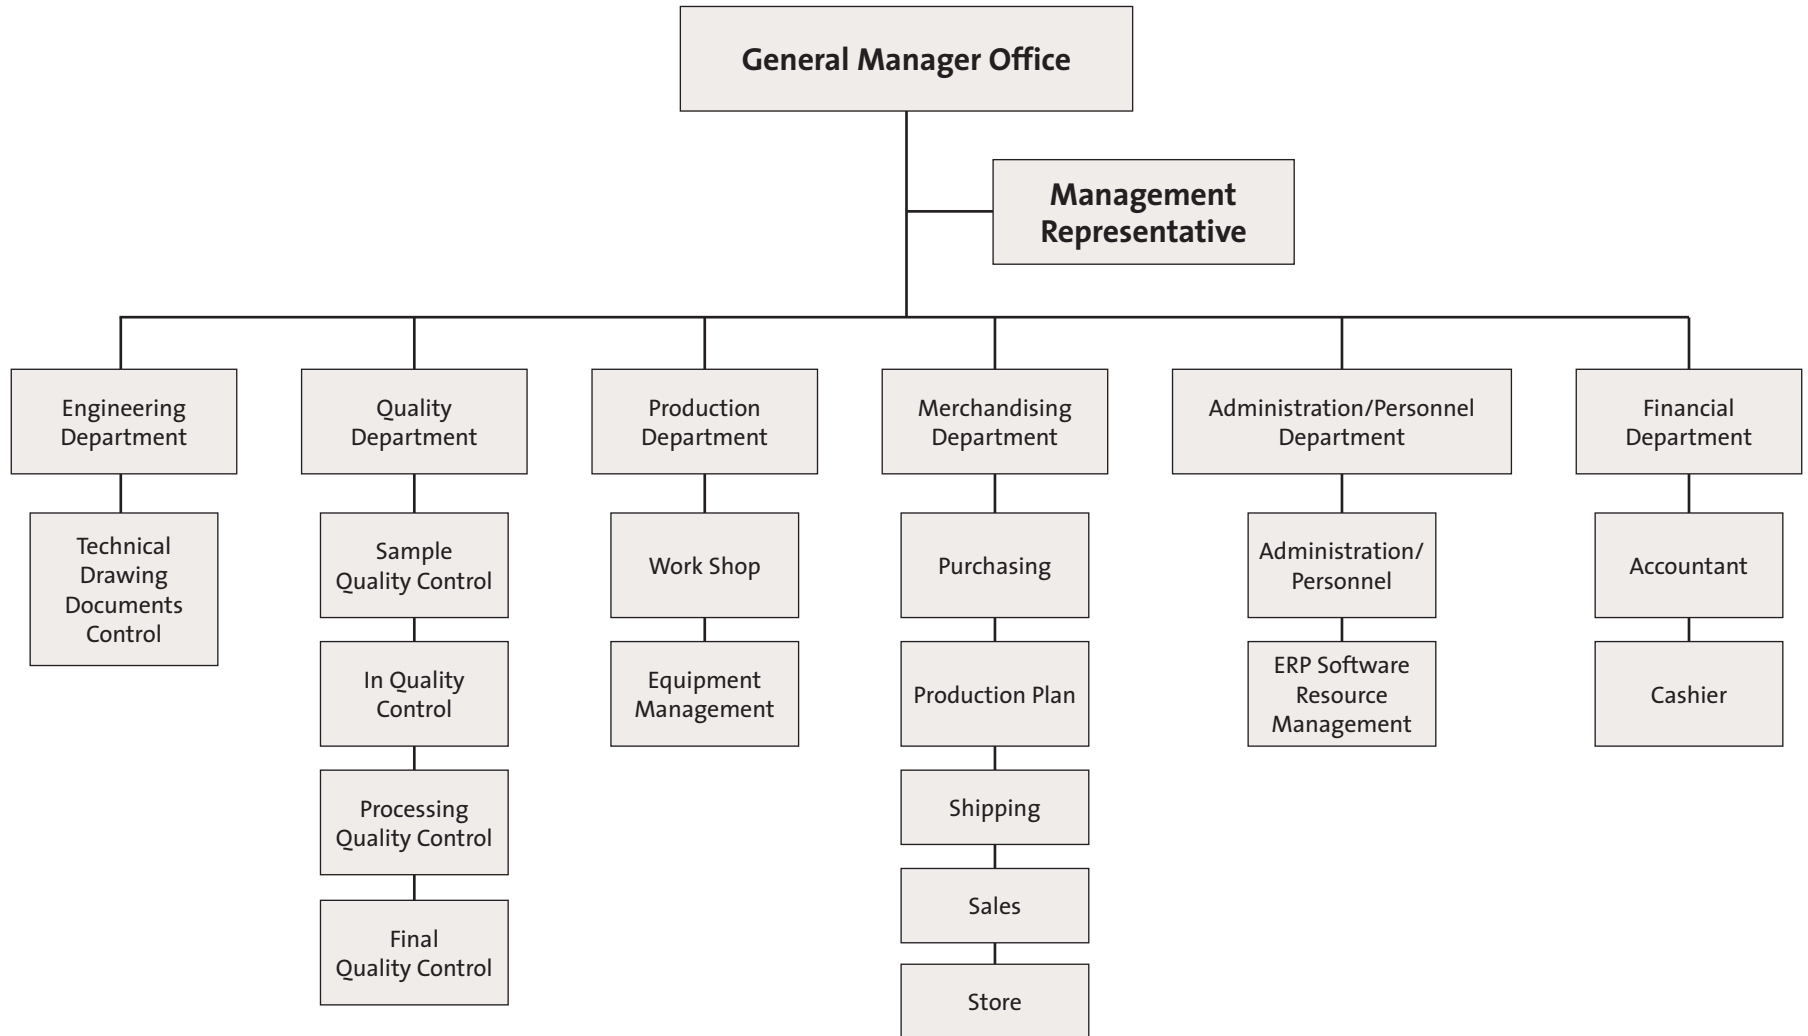 General Manager Office
Management
Representative
Engineering
Department
Quality
Department
Production
Department
Merchandising
Department
Administration/Personnel
Department
Financial
Department
Technical
Drawing
Documents
Control
Sample
Quality Control
In Quality
Control
Processing
Quality Control
Final
Quality Control
Work Shop
Equipment
Management
Purchasing
Production Plan
Shipping
Sales
Store
Administration/
Personnel
ERP Software
Resource
Management
Accountant
Cashier